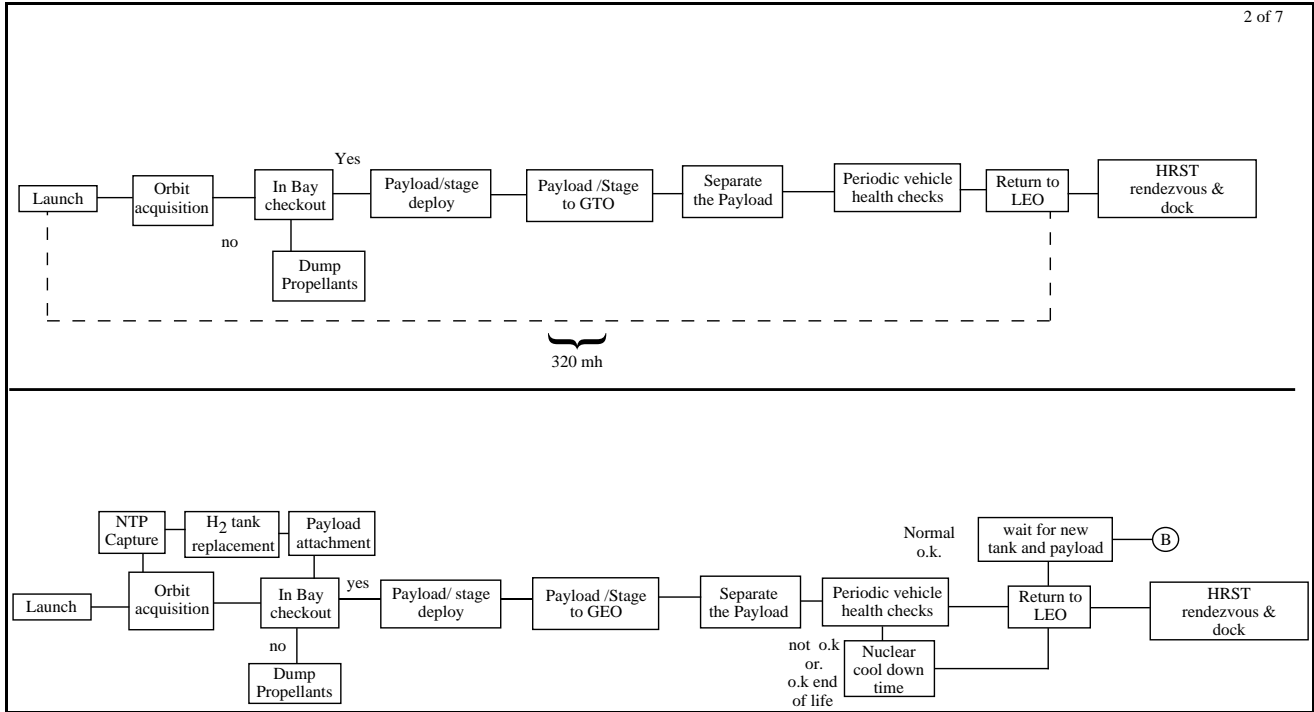 2 of 7
Yes
Launch
Orbit
acquisition
In Bay
checkout
Payload/stage
deploy
Payload /Stage
to GTO
Separate
the Payload
Periodic vehicle
health checks
Return to
LEO
HRST
rendezvous &
dock
no
Dump
Propellants
320 mh
NTP
Capture
H2 tank
replacement
Payload
attachment
Normal
o.k.
wait for new
tank and payload
B
Launch
Orbit
acquisition
In Bay
checkout
yes
Payload/ stage
deploy
Payload /Stage
to GEO
Separate
the Payload
Periodic vehicle
health checks
Return to
LEO
HRST
rendezvous &
dock
no
Dump
Propellants
not o.k
or.
o.k end
of life
Nuclear
cool down
time